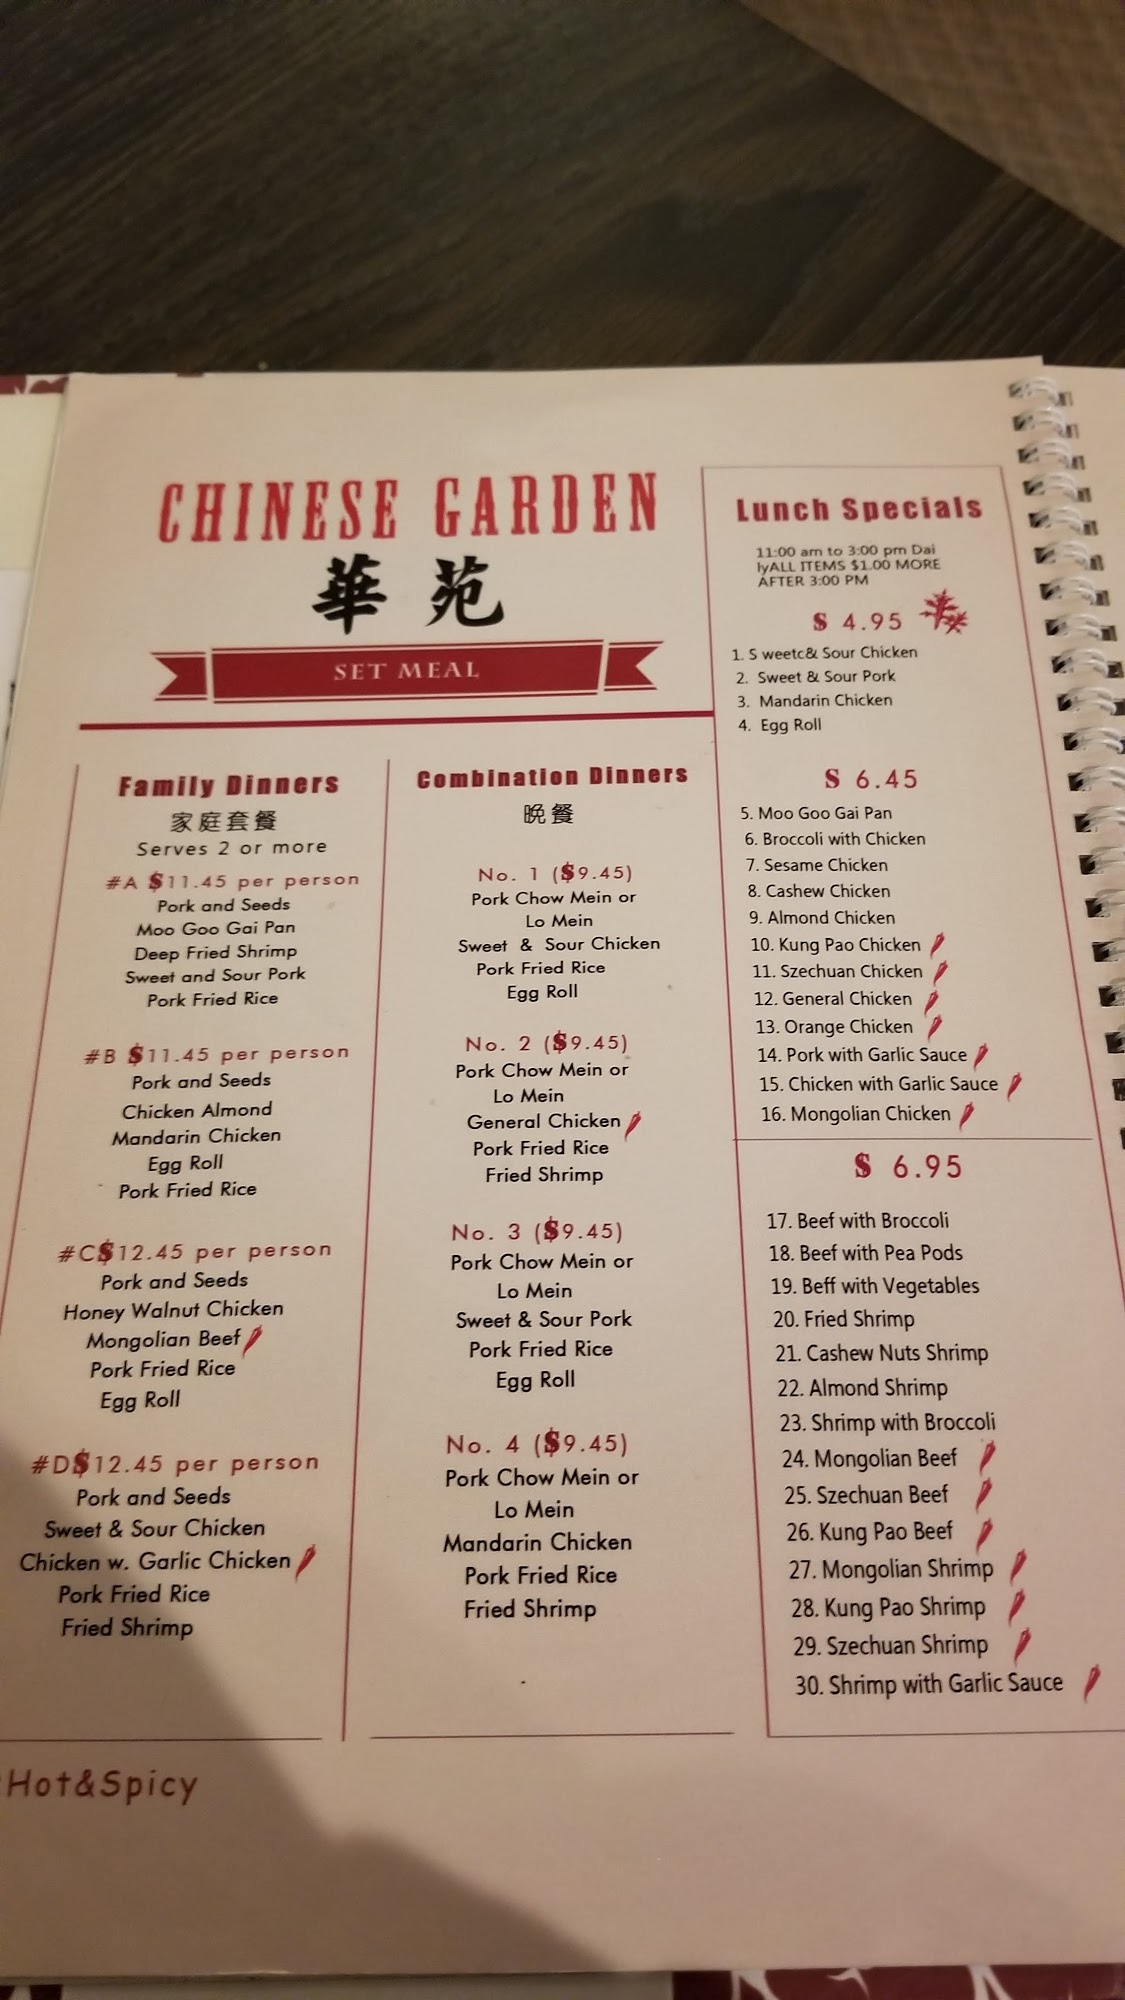 CHINESE GARDEN
華苑
SET MEAL
Family Dinners
家庭套餐
Serves 2 or more
#A $11.45 per person
Pork and Seeds
Moo Goo Gai Pan
Deep Fried Shrimp
Sweet and Sour Pork
Pork Fried Rice
#B $11.45 per person
Pork and Seeds
Chicken Almond
Mandarin Chicken
Egg Roll
Pork Fried Rice
#C$12.45 per person
Pork and Seeds
Honey Walnut Chicken
Mongolian Beef
Pork Fried Rice
Egg Roll
#D$12.45 per person
Pork and Seeds
Sweet & Sour Chicken
Chicken w. Garlic Chicken
Pork Fried Rice
Fried Shrimp
Combination Dinners
晚餐
No. 1 ($9.45)
Pork Chow Mein or
Lo Mein
Sweet & Sour Chicken
Pork Fried Rice
Egg Roll
No. 2 ($9.45)
Pork Chow Mein or
Lo Mein
General Chicken
Pork Fried Rice
Fried Shrimp
No. 3 ($9.45)
Pork Chow Mein or
Lo Mein
Sweet & Sour Pork
Pork Fried Rice
Egg Roll
No. 4 ($9.45)
Pork Chow Mein or
Lo Mein
Mandarin Chicken
Pork Fried Rice
Fried Shrimp
Lunch Specials
11:00 am to 3:00 pm Dai
lyALL ITEMS $1.00 MORE
AFTER 3:00 PM
$ 4.95
1. S weetc& Sour Chicken
2. Sweet & Sour Pork
3. Mandarin Chicken
4. Egg Roll
$ 6.45
5. Moo Goo Gai Pan
6. Broccoli with Chicken
7. Sesame Chicken
8. Cashew Chicken
9. Almond Chicken
10. Kung Pao Chicken
11. Szechuan Chicken
12. General Chicken
13. Orange Chicken
14. Pork with Garlic Sauce
15. Chicken with Garlic Sauce
16. Mongolian Chicken
$ 6.95
17. Beef with Broccoli
18. Beef with Pea Pods
19. Beff with Vegetables
20. Fried Shrimp
21. Cashew Nuts Shrimp
22. Almond Shrimp
23. Shrimp with Broccoli
24. Mongolian Beef
25. Szechuan Beef
26. Kung Pao Beef
27. Mongolian Shrimp
28. Kung Pao Shrimp
29. Szechuan Shrimp
30. Shrimp with Garlic Sauce
Hot&Spicy